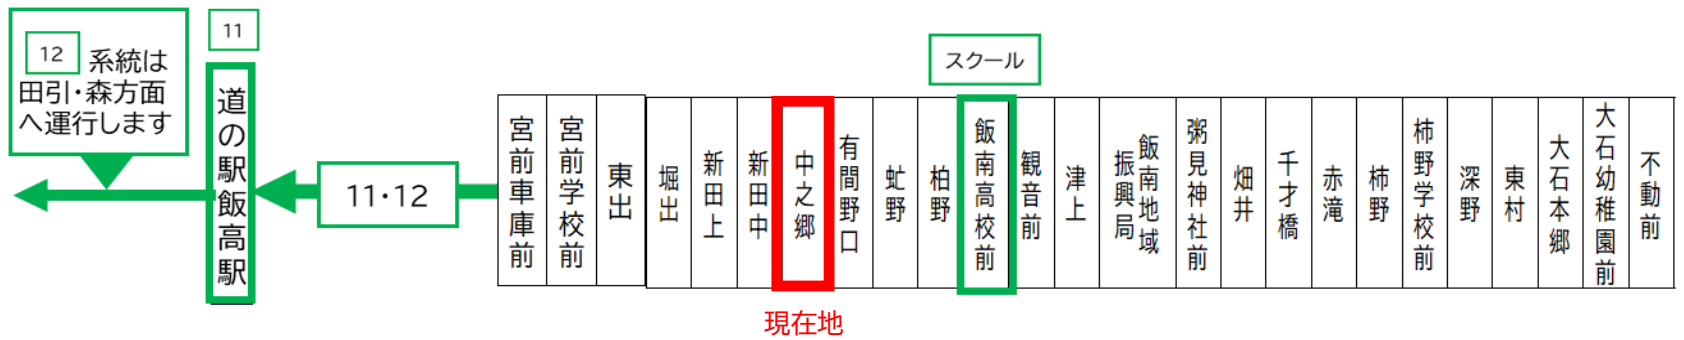 12 系統は
田引・森方面
へ運行します
11
道の駅飯高駅
11・12
スクール
宮前車庫前
宮前学校前
東出
堀出
新田上
新田中
中之郷
有間野口
虻野
柏野
飯南高校前
観音前
津上
飯南地域
振興局
粥見神社前
畑井
千才橋
赤滝
柿野
柿野学校前
深野
東村
大石本郷
大石幼稚園前
不動前
現在地